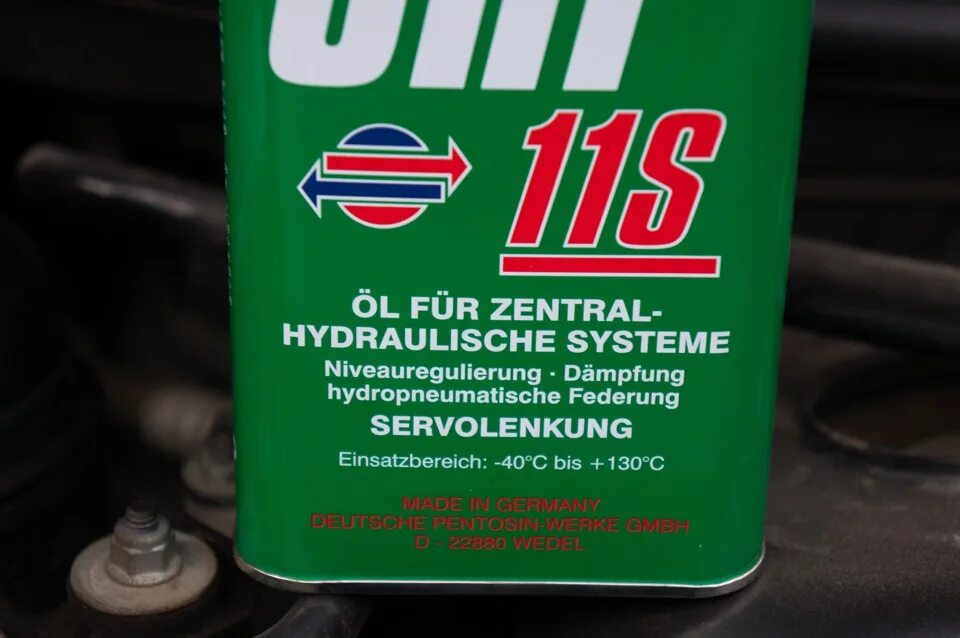 11S
ÖL FÜR ZENTRAL-
HYDRAULISCHE SYSTEME
Niveauregulierung · Dämpfung
hydropneumatische Federung
SERVOLENKUNG
Einsatzbereich: -40°C bis +130°C
MADE IN GERMANY
DEUTSCHE PENTOSIN-WERKE GMBH
D - 22880 WEDEL